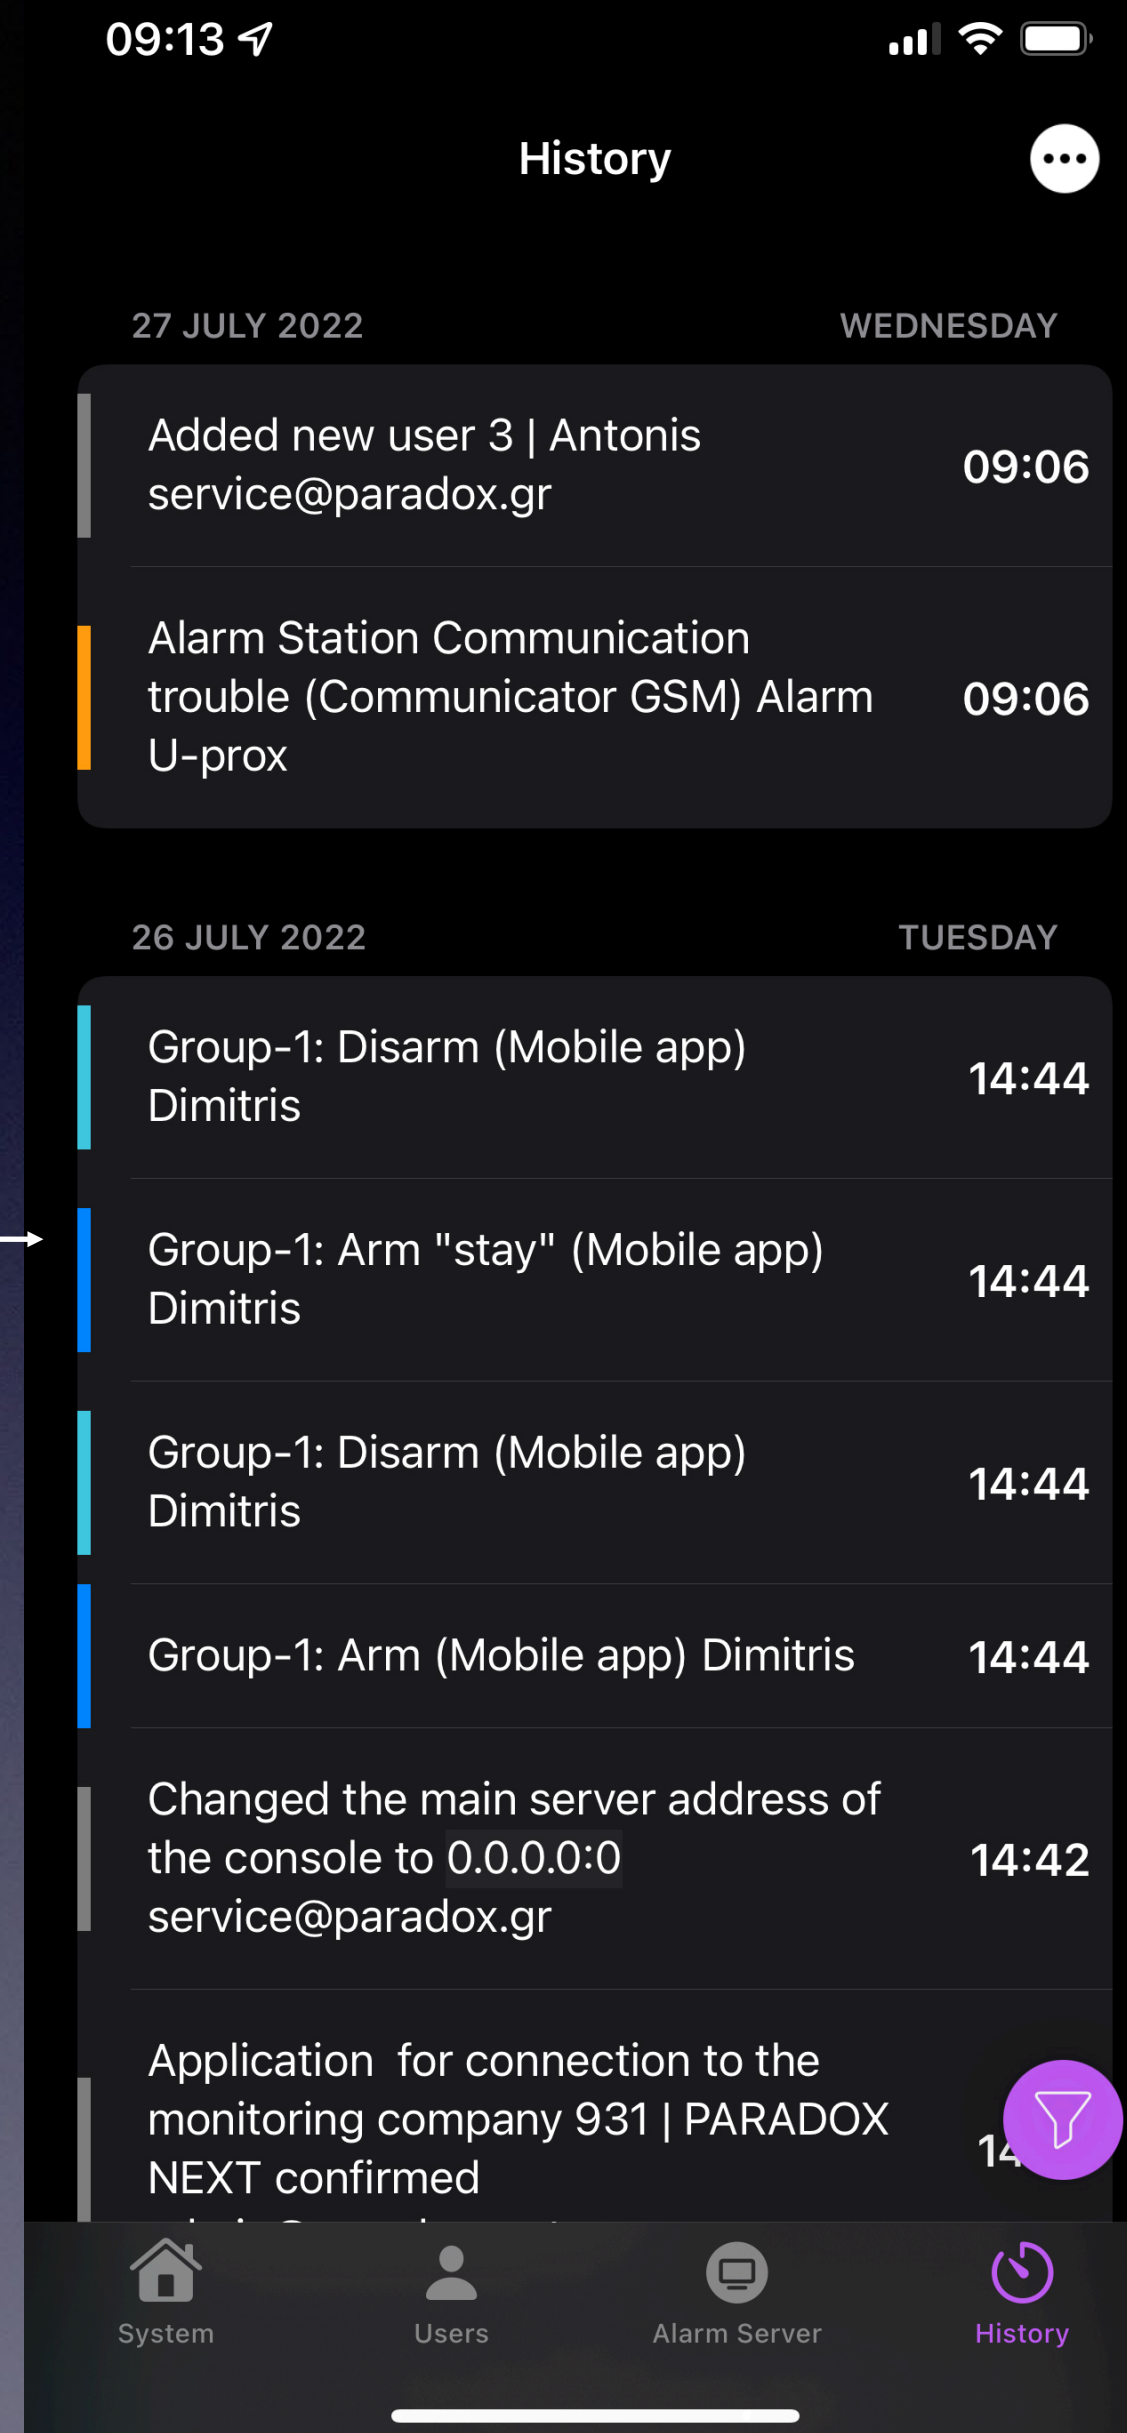 09:13
History
27 JULY 2022 WEDNESDAY
Added new user 3 | Antonis
service@paradox.gr
09:06
Alarm Station Communication
trouble (Communicator GSM) Alarm
U-prox
09:06
26 JULY 2022 TUESDAY
Group-1: Disarm (Mobile app)
Dimitris
14:44
Group-1: Arm "stay" (Mobile app)
Dimitris
14:44
Group-1: Disarm (Mobile app)
Dimitris
14:44
Group-1: Arm (Mobile app) Dimitris
14:44
Changed the main server address of
the console to 0.0.0.0:0
service@paradox.gr
14:42
Application  for connection to the
monitoring company 931 | PARADOX
NEXT confirmed
System Users Alarm Server History